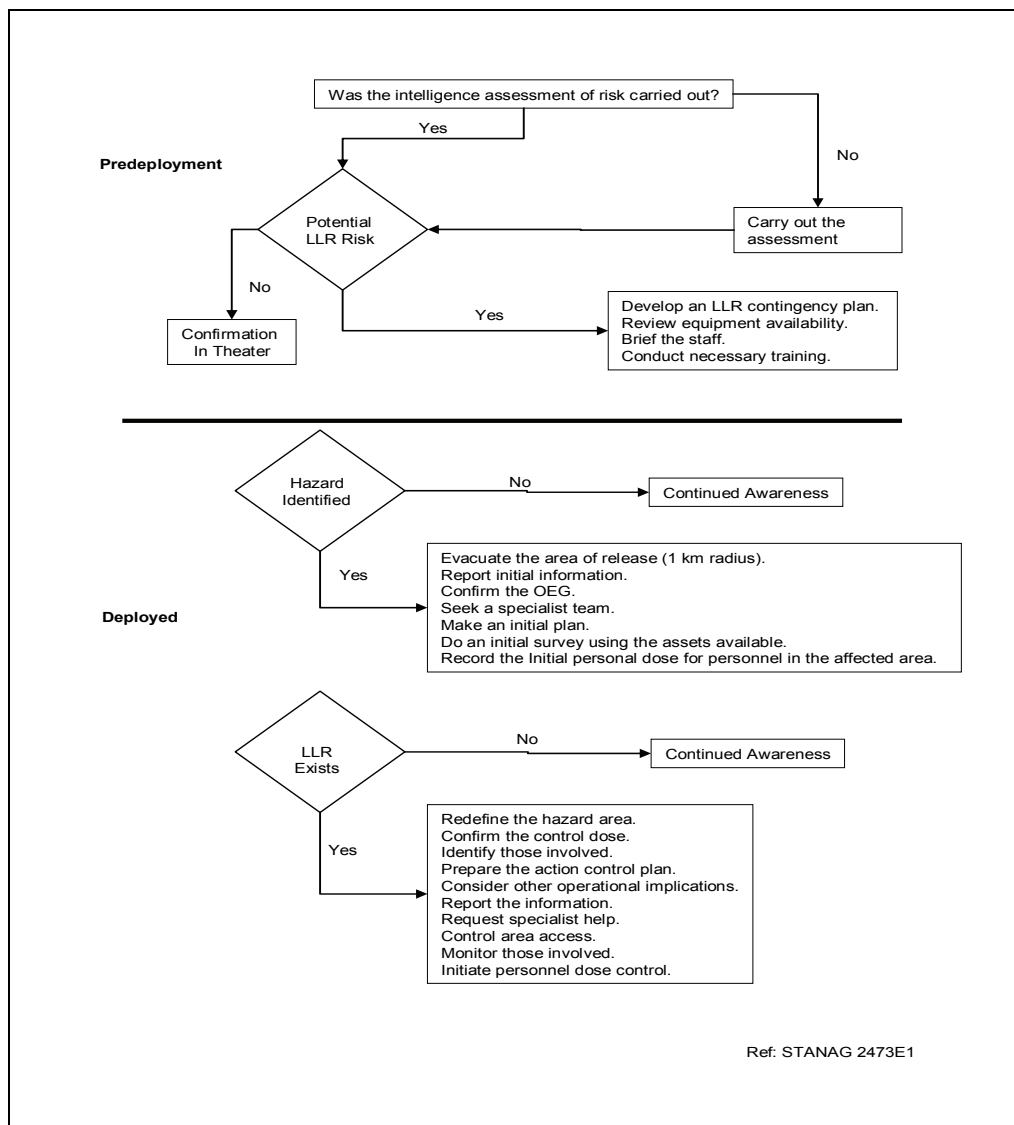 Was the intelligence assessment of risk carried out?
Yes
No
Predeployment
Potential
LLR Risk
Carry out the
assessment
No
Yes
Confirmation
In Theater
Develop an LLR contingency plan.
Review equipment availability.
Brief the staff.
Conduct necessary training.
Hazard
Identified
No
Continued Awareness
Yes
Deployed
Evacuate the area of release (1 km radius).
Report initial information.
Confirm the OEG.
Seek a specialist team.
Make an initial plan.
Do an initial survey using the assets available.
Record the Initial personal dose for personnel in the affected area.
LLR
Exists
No
Continued Awareness
Yes
Redefine the hazard area.
Confirm the control dose.
Identify those involved.
Prepare the action control plan.
Consider other operational implications.
Report the information.
Request specialist help.
Control area access.
Monitor those involved.
Initiate personnel dose control.
Ref: STANAG 2473E1